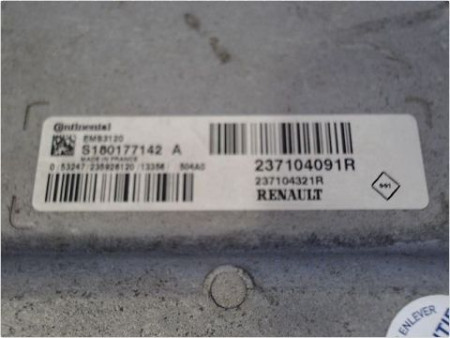 Continental
EMS3120
S180177142 A
MADE IN FRANCE
237104091R
237104321R
RENAULT
ENLEVER